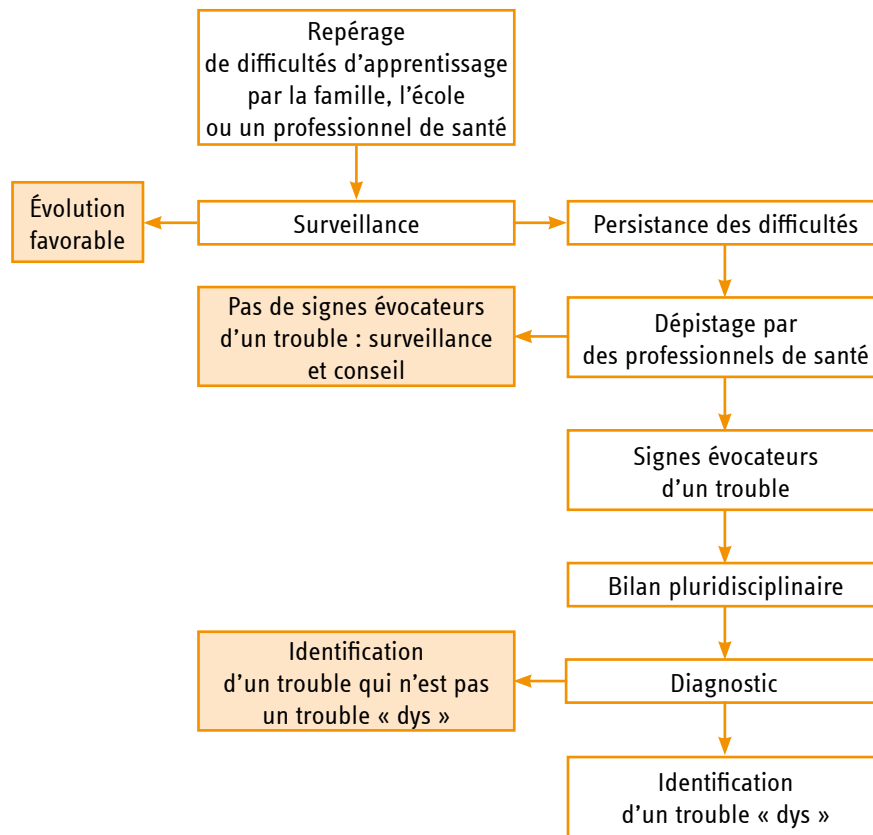 Repérage
de difficultés d’apprentissage
par la famille, l’école
ou un professionnel de santé
Évolution
favorable
Surveillance
Persistance des difficultés
Pas de signes évocateurs
d’un trouble : surveillance
et conseil
Dépistage par
des professionnels de santé
Signes évocateurs
d’un trouble
Bilan pluridisciplinaire
Identification
d’un trouble qui n’est pas
un trouble « dys »
Diagnostic
Identification
d’un trouble « dys »